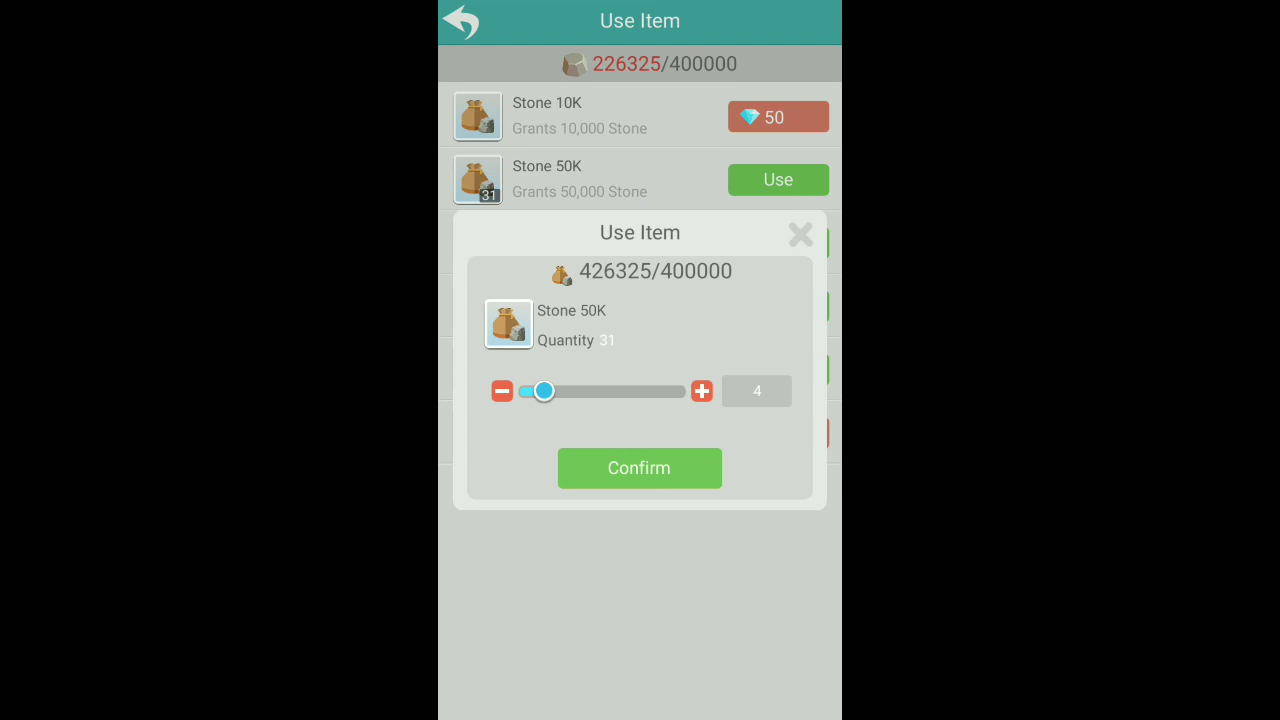 Use Item
226325/400000
Stone 10K
Grants 10,000 Stone
50
Stone 50K
Grants 50,000 Stone
31
Use
Use Item
426325/400000
Stone 50K
Quantity 31
4
Confirm